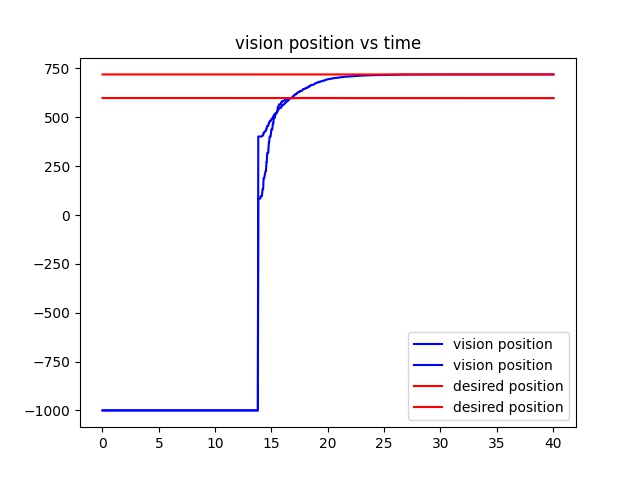 vision position vs time
750
500
250
0
−250
−500
−750
−1000
vision position
vision position
desired position
desired position
0 5 10 15 20 25 30 35 40